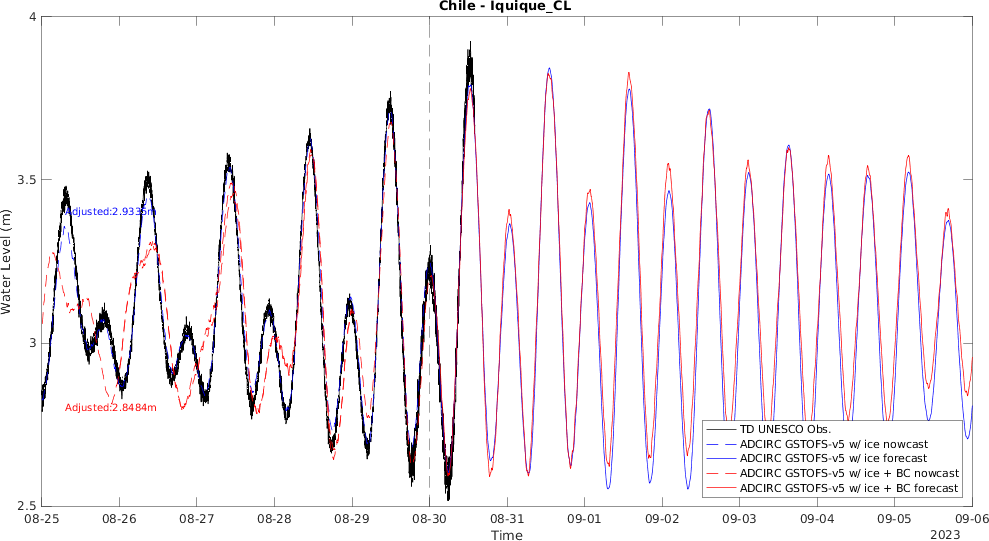 Chile - Iquique_CL
4
3.5
3
2.5
Water Level (m)
Adjusted:2.9335m
Adjusted:2.8484m
TD UNESCO Obs.
ADCIRC GSTOFS-v5 w/ ice nowcast
ADCIRC GSTOFS-v5 w/ ice forecast
ADCIRC GSTOFS-v5 w/ ice + BC nowcast
ADCIRC GSTOFS-v5 w/ ice + BC forecast
08-25 08-26 08-27 08-28 08-29 08-30 08-31 09-01 09-02 09-03 09-04 09-05 09-06
Time
2023